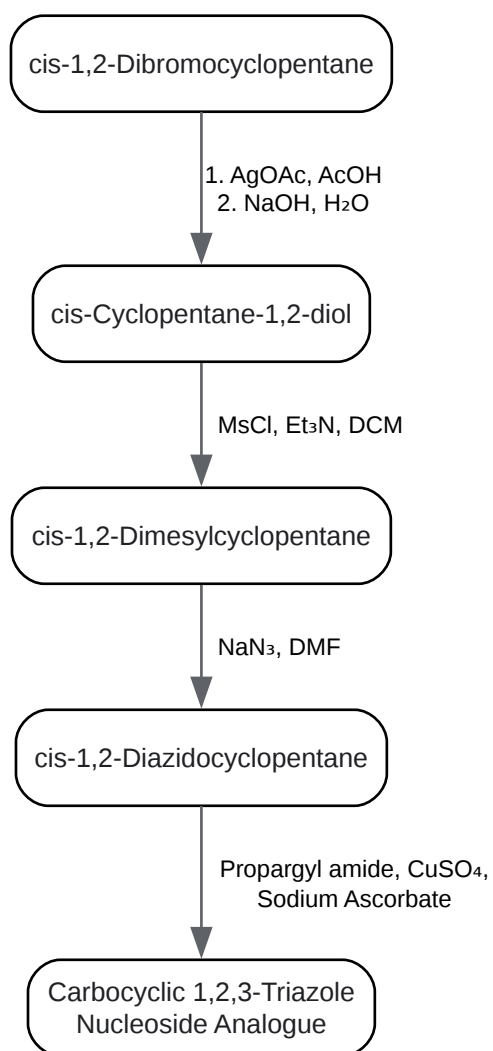 cis-1,2-Dibromocyclopentane
1. AgOAc, AcOH
2. NaOH, H₂O
cis-Cyclopentane-1,2-diol
MsCl, Et₃N, DCM
cis-1,2-Dimesylcyclopentane
NaN₃, DMF
cis-1,2-Diazidocyclopentane
Propargyl amide, CuSO₄,
Sodium Ascorbate
Carbocyclic 1,2,3-Triazole
Nucleoside Analogue